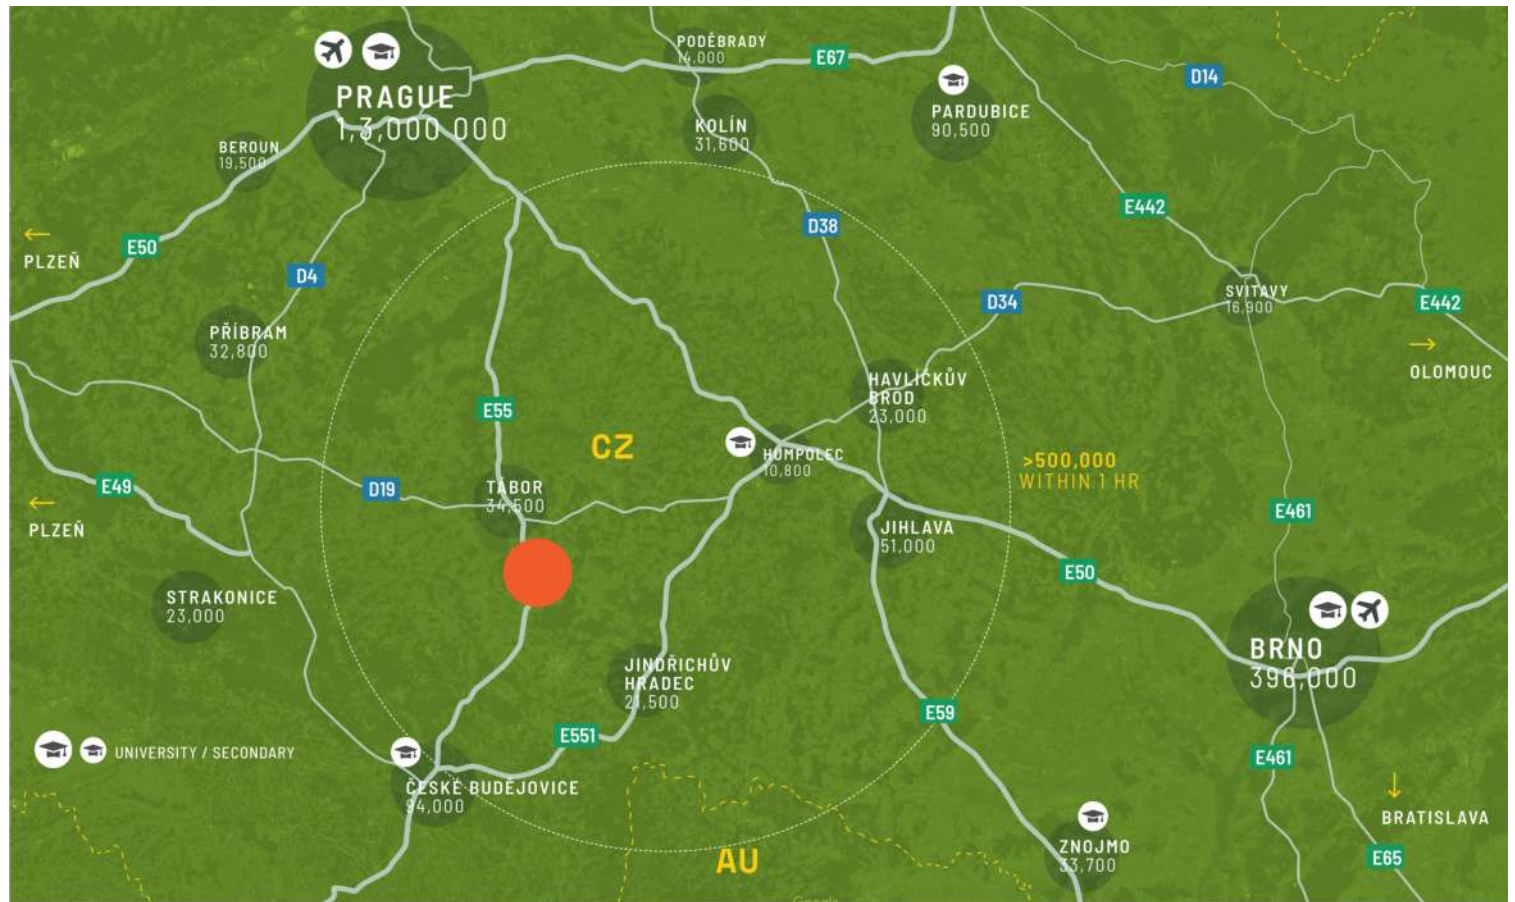 PODĚBRADY
14,000
E67
D14
PRAGUE
1,3,000 000
PARDUBICE
90,500
KOLÍN
31,600
BEROUN
19,500
E442
D38
E50
PLZEŇ
D4
SVITAVY
16,900
D34
E442
PŘÍBRAM
32,800
OLOMOUC
HAVLÍČKŮV
BROD
23,000
E55
CZ
HUMPOLEC
10,800
>500,000
WITHIN 1 HR
E49
D19
TÁBOR
34,500
PLZEŇ
E461
JIHLAVA
51,000
E50
STRAKONICE
23,000
BRNO
396,000
JINDŘICHŮV
HRADEC
21,500
E59
E551
UNIVERSITY / SECONDARY
E461
ČESKÉ BUDĚJOVICE
94,000
BRATISLAVA
ZNOJMO
33,700
AU
E65